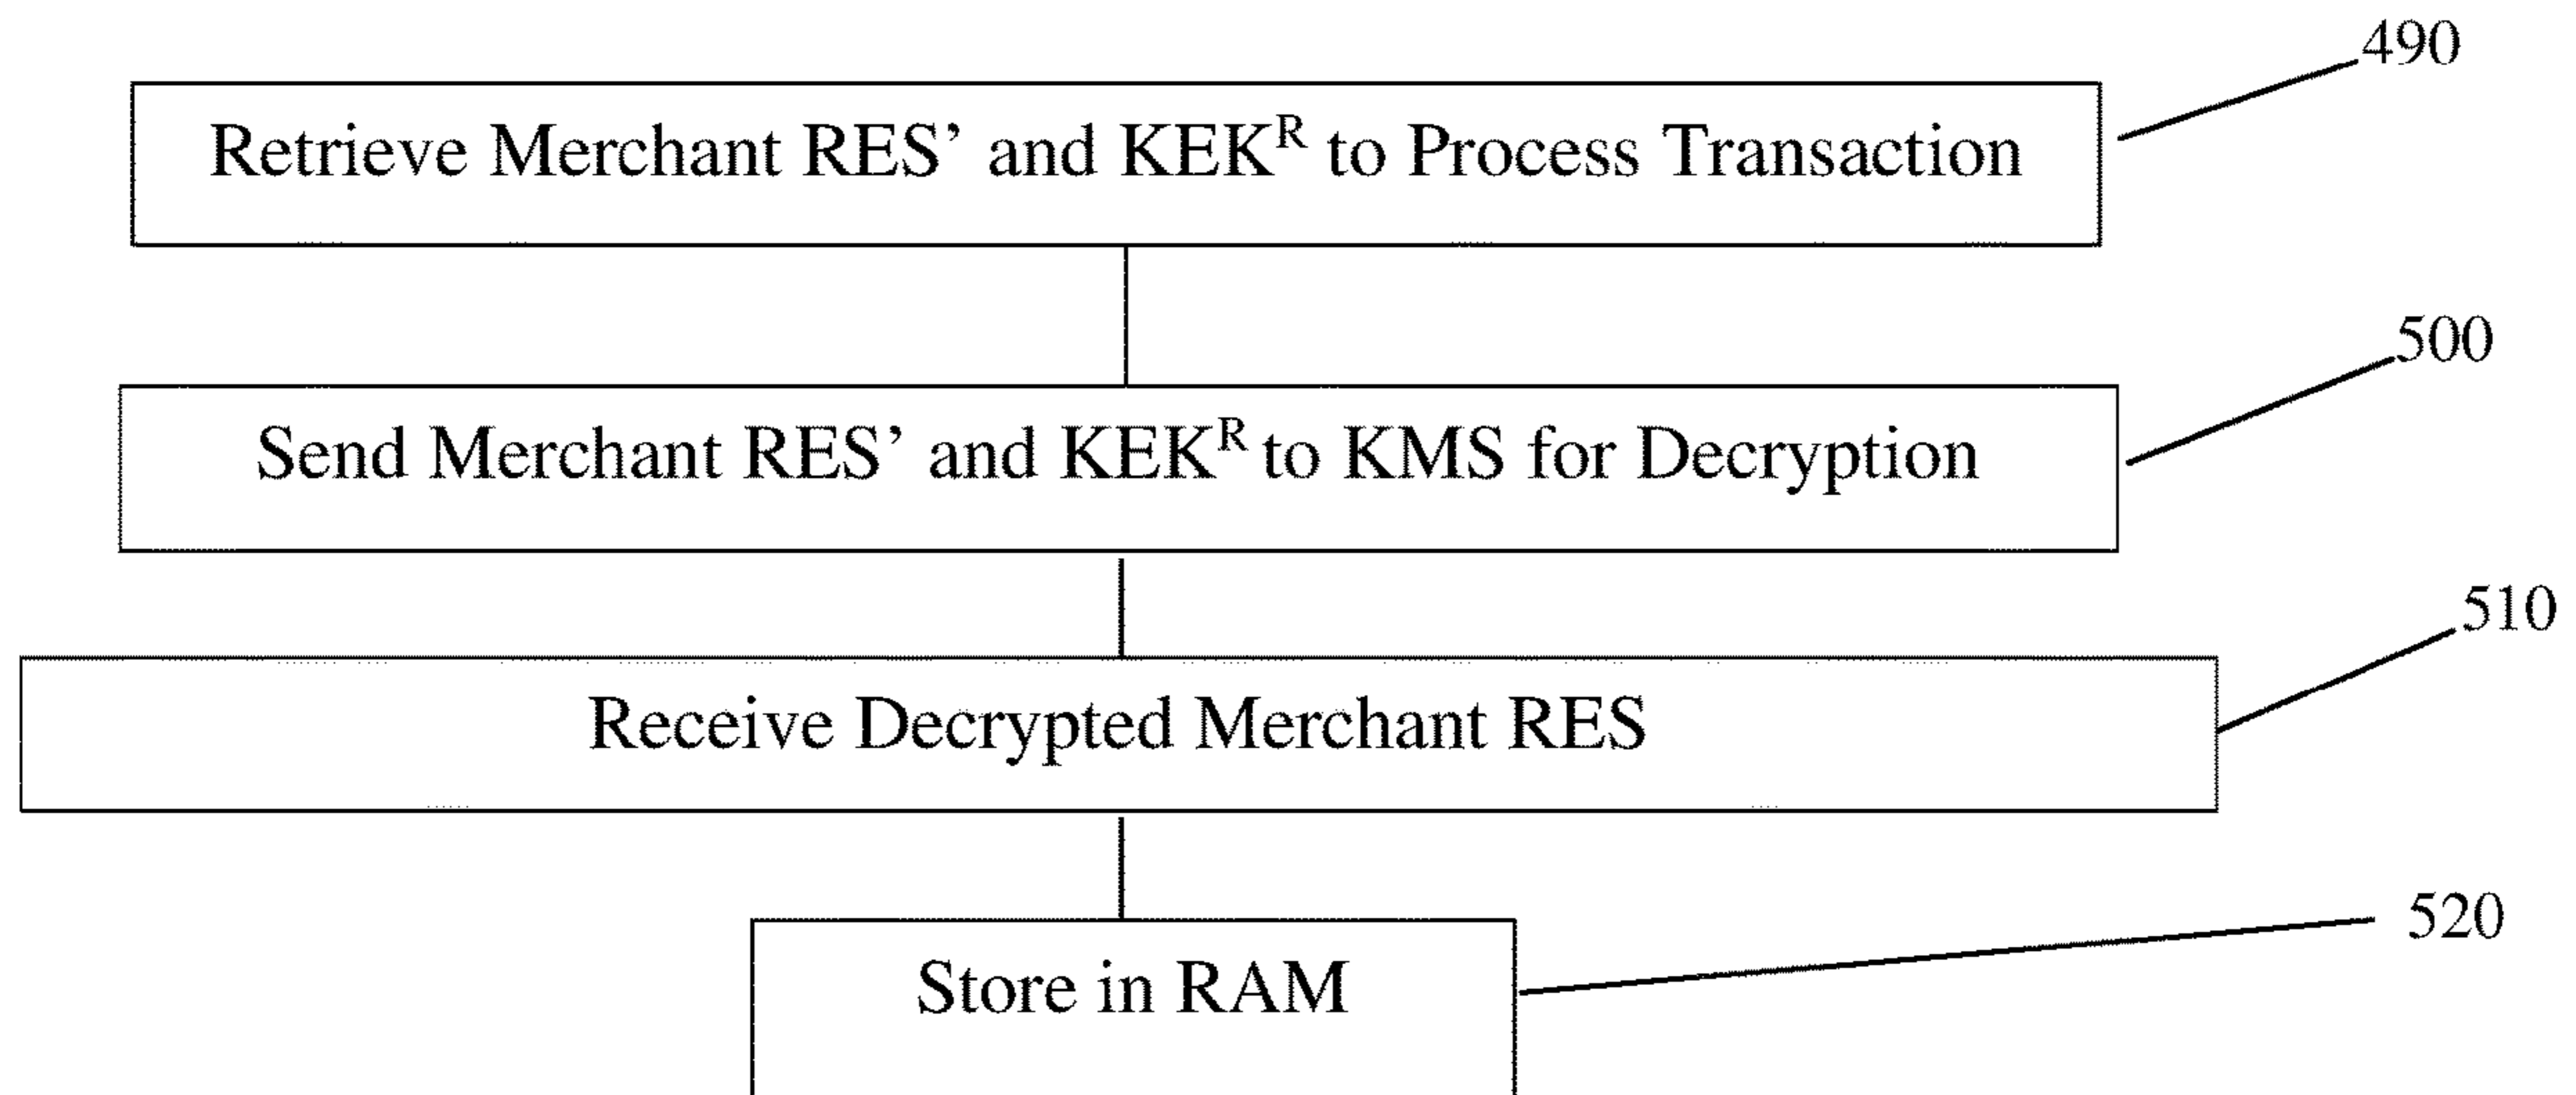 490
Retrieve Merchant RES’ and KEKᴿ to Process Transaction
500
Send Merchant RES’ and KEKᴿ to KMS for Decryption
510
Receive Decrypted Merchant RES
520
Store in RAM